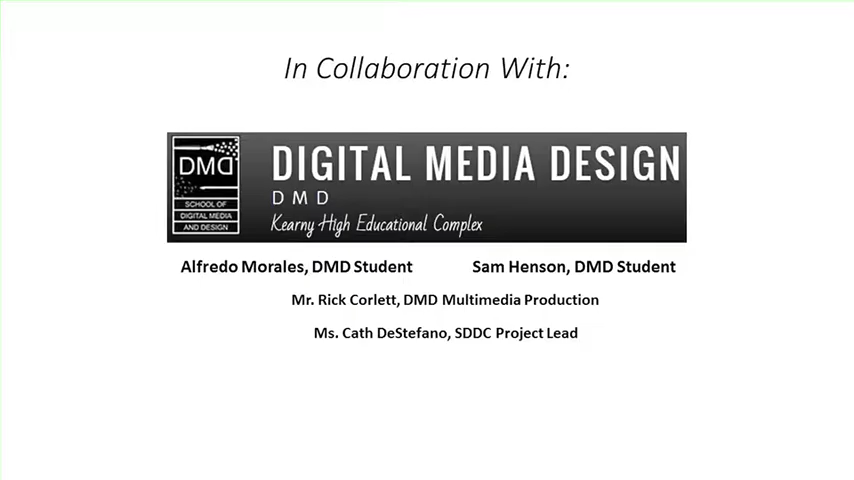 In Collaboration With:
DMD
SCHOOL OF
DIGITAL MEDIA
AND DESIGN
DIGITAL MEDIA DESIGN
DMD
Kearny High Educational Complex
Alfredo Morales, DMD Student
Sam Henson, DMD Student
Mr. Rick Corlett, DMD Multimedia Production
Ms. Cath DeStefano, SDDC Project Lead